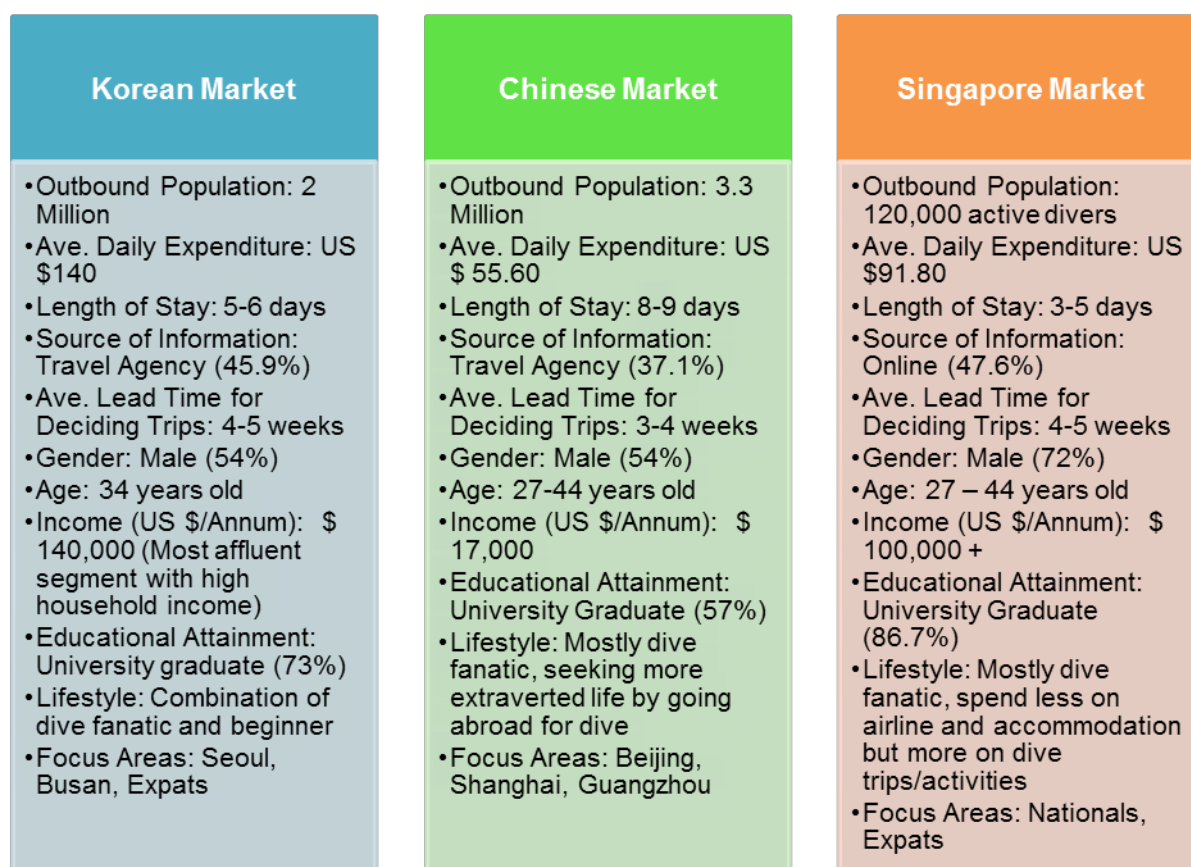 Korean Market
•Outbound Population: 2
Million
•Ave. Daily Expenditure: US
$140
•Length of Stay: 5-6 days
•Source of Information:
Travel Agency (45.9%)
•Ave. Lead Time for
Deciding Trips: 4-5 weeks
•Gender: Male (54%)
•Age: 34 years old
•Income (US $/Annum): $
140,000 (Most affluent
segment with high
household income)
•Educational Attainment:
University graduate (73%)
•Lifestyle: Combination of
dive fanatic and beginner
•Focus Areas: Seoul,
Busan, Expats
Chinese Market
•Outbound Population: 3.3
Million
•Ave. Daily Expenditure: US
$ 55.60
•Length of Stay: 8-9 days
•Source of Information:
Travel Agency (37.1%)
•Ave. Lead Time for
Deciding Trips: 3-4 weeks
•Gender: Male (54%)
•Age: 27-44 years old
•Income (US $/Annum): $
17,000
•Educational Attainment:
University Graduate (57%)
•Lifestyle: Mostly dive
fanatic, seeking more
extraverted life by going
abroad for dive
•Focus Areas: Beijing,
Shanghai, Guangzhou
Singapore Market
•Outbound Population:
120,000 active divers
•Ave. Daily Expenditure: US
$91.80
•Length of Stay: 3-5 days
•Source of Information:
Online (47.6%)
•Ave. Lead Time for
Deciding Trips: 4-5 weeks
•Gender: Male (72%)
•Age: 27 – 44 years old
•Income (US $/Annum): $
100,000 +
•Educational Attainment:
University Graduate
(86.7%)
•Lifestyle: Mostly dive
fanatic, spend less on
airline and accommodation
but more on dive
trips/activities
•Focus Areas: Nationals,
Expats